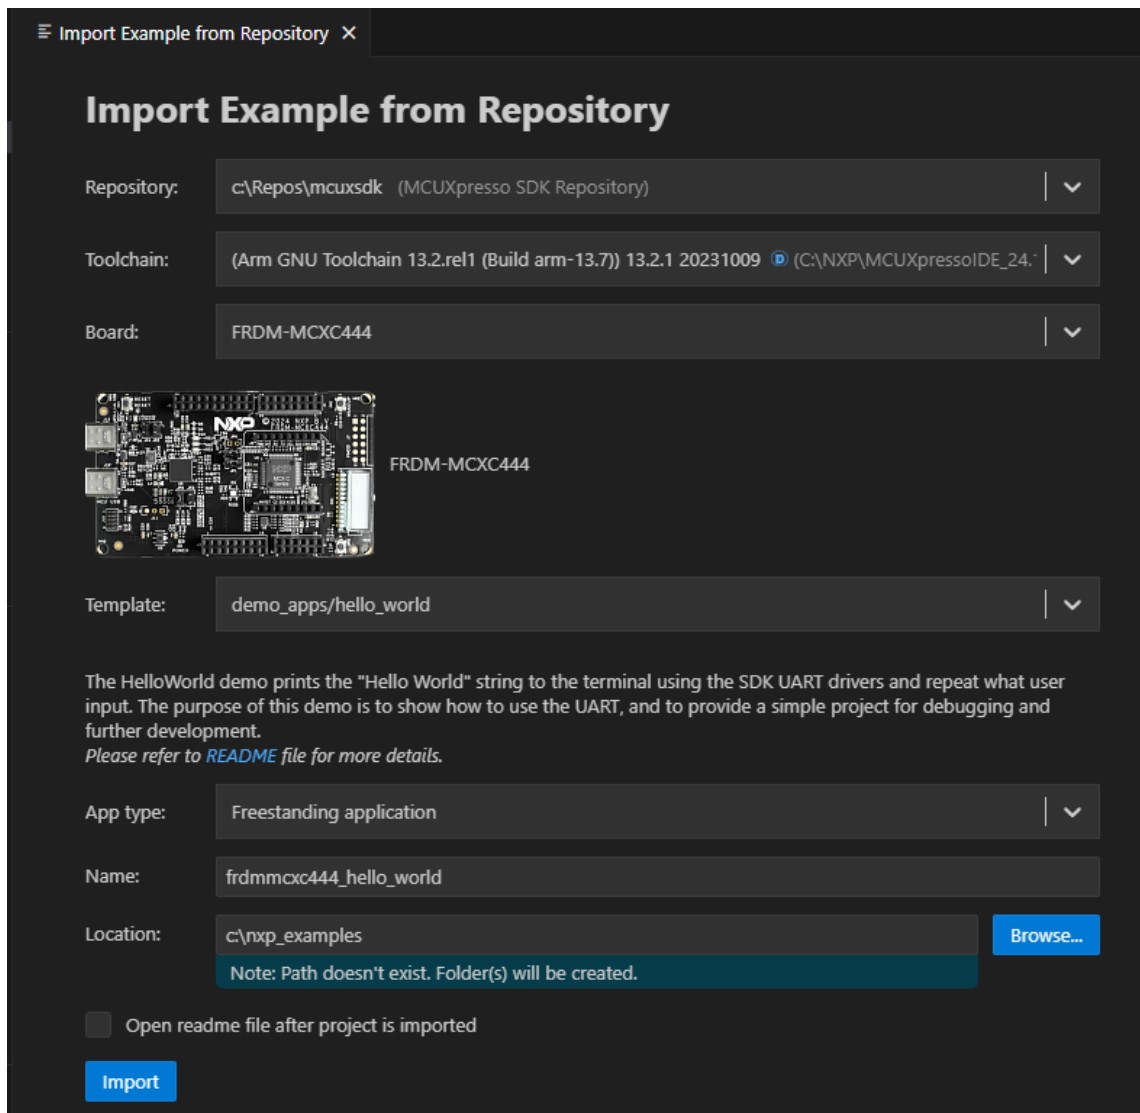 Import Example from Repository
Import Example from Repository
Repository: c:\Repos\mcuxsdk (MCUXpresso SDK Repository)
Toolchain: (Arm GNU Toolchain 13.2.rel1 (Build arm-13.7)) 13.2.1 20231009 D (C:\NXP\MCUXpressoIDE_24.
Board: FRDM-MCXC444
NXP ©2024 NXP B.V.
FRDM-MCXC444
FRDM-MCXC444
Template: demo_apps/hello_world
The HelloWorld demo prints the "Hello World" string to the terminal using the SDK UART drivers and repeat what user
input. The purpose of this demo is to show how to use the UART, and to provide a simple project for debugging and
further development.
Please refer to README file for more details.
App type: Freestanding application
Name: frdmmcxc444_hello_world
Location: c:\nxp_examples Browse...
Note: Path doesn't exist. Folder(s) will be created.
Open readme file after project is imported
Import